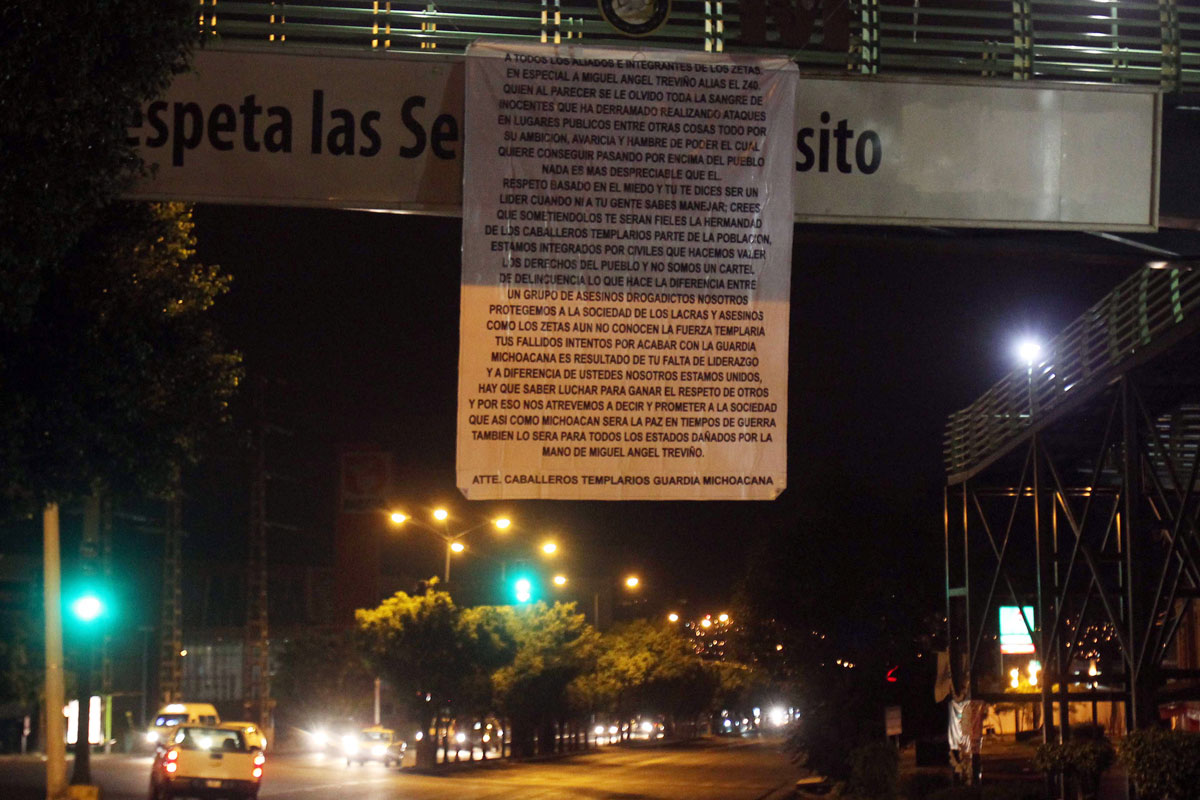 A TODOS LOS ALIADOS E INTEGRANTES DE LOS ZETAS.
EN ESPECIAL A MIGUEL ANGEL TREVIÑO ALIAS EL Z40.
QUIEN AL PARECER SE LE OLVIDO TODA LA SANGRE DE
INOCENTES QUE HA DERRAMADO REALIZANDO ATAQUES
EN LUGARES PUBLICOS ENTRE OTRAS COSAS TODO POR
SU AMBICION, AVARICIA Y HAMBRE DE PODER EL CUAL
QUIERE CONSEGUIR PASANDO POR ENCIMA DEL PUEBLO
NADA ES MAS DESPRECIABLE QUE EL.
RESPETO BASADO EN EL MIEDO Y TU TE DICES SER UN
LIDER CUANDO NI A TU GENTE SABES MANEJAR; CREES
QUE SOMETIENDOLOS TE SERAN FIELES LA HERMANDAD
DE LOS CABALLEROS TEMPLARIOS PARTE DE LA POBLACION,
ESTAMOS INTEGRADOS POR CIVILES QUE HACEMOS VALER
LOS DERECHOS DEL PUEBLO Y NO SOMOS UN CARTEL
DE DELINCUENCIA LO QUE HACE LA DIFERENCIA ENTRE
UN GRUPO DE ASESINOS DROGADICTOS NOSOTROS
PROTEGEMOS A LA SOCIEDAD DE LOS LACRAS Y ASESINOS
COMO LOS ZETAS AUN NO CONOCEN LA FUERZA TEMPLARIA
TUS FALLIDOS INTENTOS POR ACABAR CON LA GUARDIA
MICHOACANA ES RESULTADO DE TU FALTA DE LIDERAZGO
Y A DIFERENCIA DE USTEDES NOSOTROS ESTAMOS UNIDOS,
HAY QUE SABER LUCHAR PARA GANAR EL RESPETO DE OTROS
Y POR ESO NOS ATREVEMOS A DECIR Y PROMETER A LA SOCIEDAD
QUE ASI COMO MICHOACAN SERA LA PAZ EN TIEMPOS DE GUERRA
TAMBIEN LO SERA PARA TODOS LOS ESTADOS DAÑADOS POR LA
MANO DE MIGUEL ANGEL TREVIÑO.
ATTE. CABALLEROS TEMPLARIOS GUARDIA MICHOACANA
espeta las Se sito